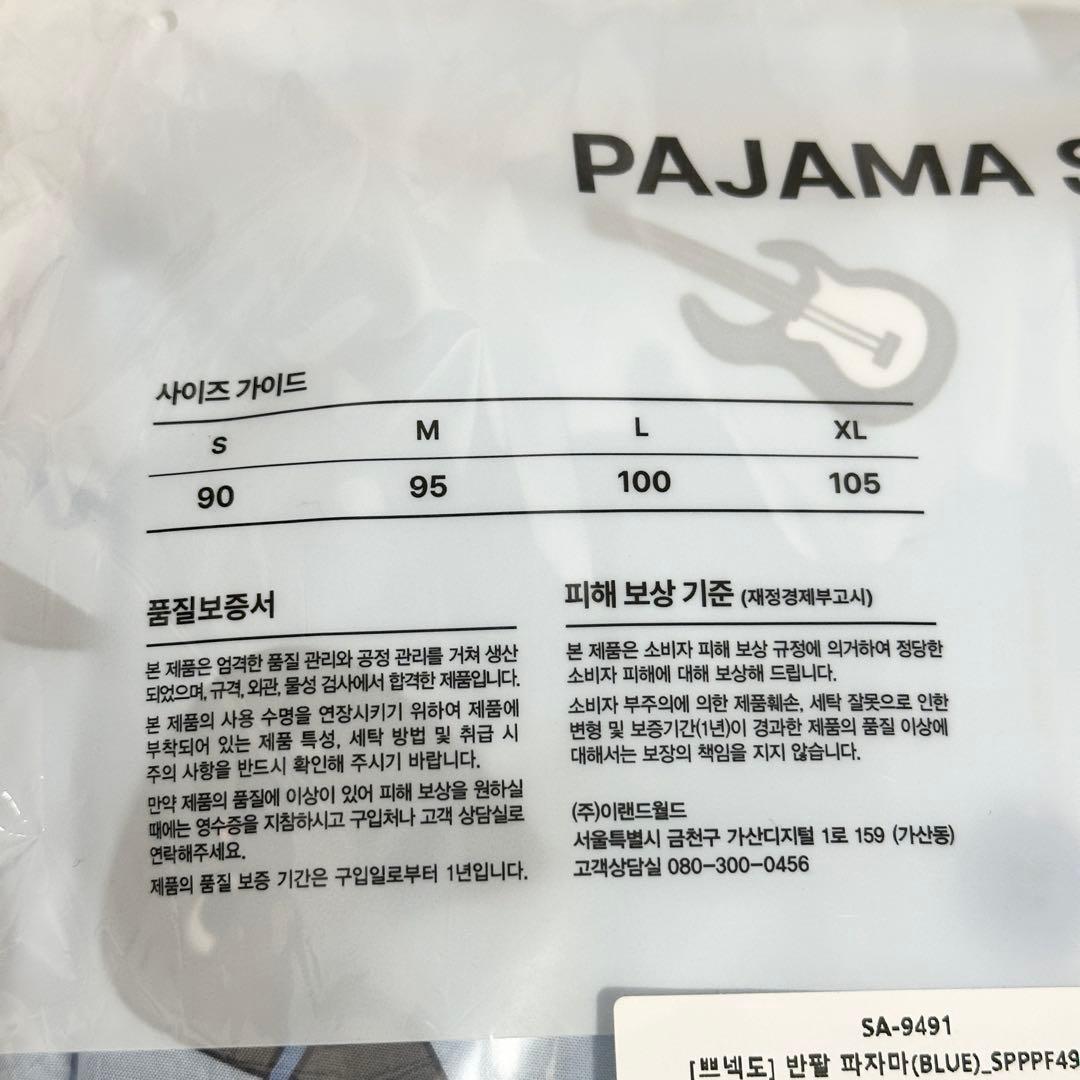 PAJAMA
사이즈 가이드
S M L XL
90 95 100 105
품질보증서
본 제품은 엄격한 품질 관리와 공정 관리를 거쳐 생산
되었으며, 규격, 외관, 물성 검사에서 합격한 제품입니다.
본 제품의 사용 수명을 연장시키기 위하여 제품에
부착되어 있는 제품 특성, 세탁 방법 및 취급 시
주의 사항을 반드시 확인해 주시기 바랍니다.
만약 제품의 품질에 이상이 있어 피해 보상을 원하실
때에는 영수증을 지참하시고 구입처나 고객 상담실로
연락해주세요.
제품의 품질 보증 기간은 구입일로부터 1년입니다.
피해 보상 기준 (재정경제부고시)
본 제품은 소비자 피해 보상 규정에 의거하여 정당한
소비자 피해에 대해 보상해 드립니다.
소비자 부주의에 의한 제품훼손, 세탁 잘못으로 인한
변형 및 보증기간(1년)이 경과한 제품의 품질 이상에
대해서는 보장의 책임을 지지 않습니다.
(주)이랜드월드
서울특별시 금천구 가산디지털 1로 159 (가산동)
고객상담실 080-300-0456
SA-9491
[쁘넥도] 반팔 파자마(BLUE)_SPPPF49